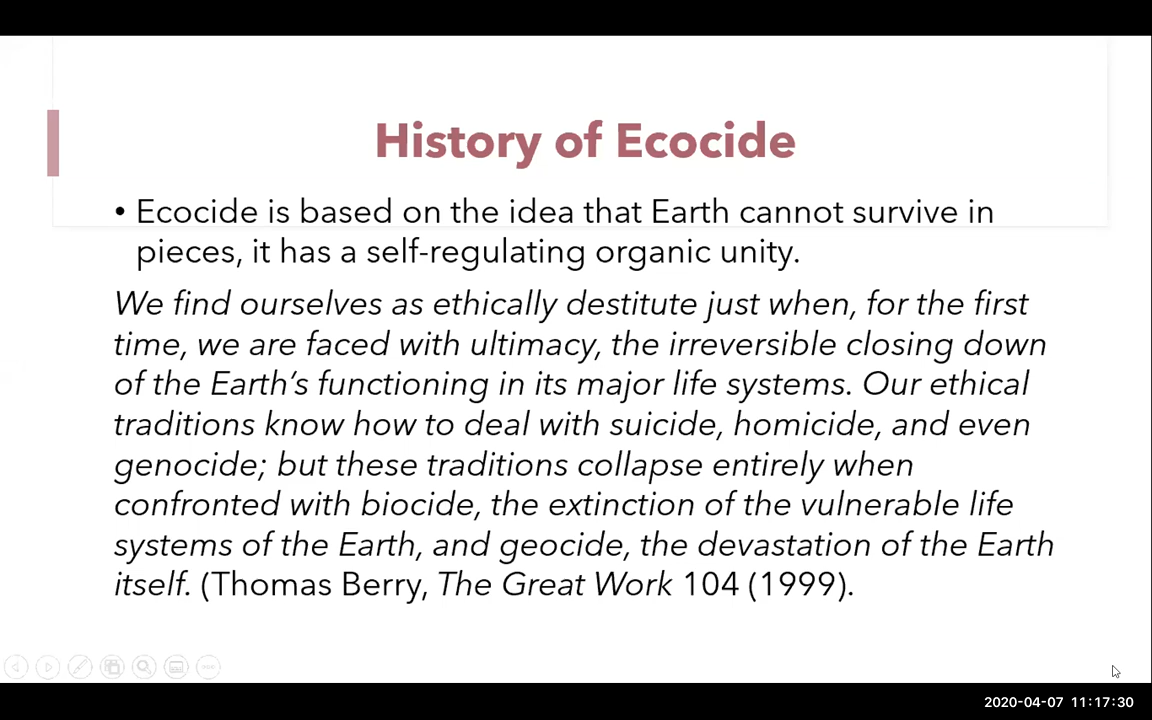 History of Ecocide
• Ecocide is based on the idea that Earth cannot survive in
pieces, it has a self-regulating organic unity.
We find ourselves as ethically destitute just when, for the first
time, we are faced with ultimacy, the irreversible closing down
of the Earth’s functioning in its major life systems. Our ethical
traditions know how to deal with suicide, homicide, and even
genocide; but these traditions collapse entirely when
confronted with biocide, the extinction of the vulnerable life
systems of the Earth, and geocide, the devastation of the Earth
itself. (Thomas Berry, The Great Work 104 (1999).
2020-04-07 11:17:30